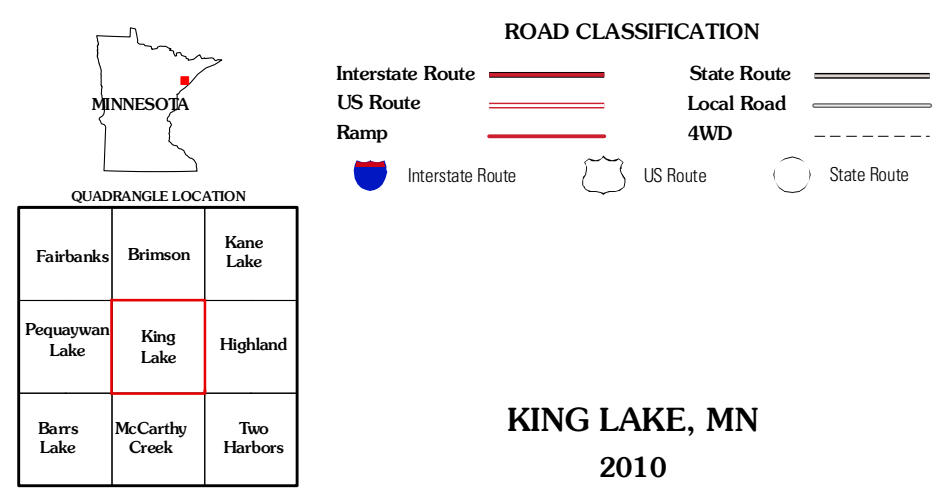 MINNESOTA
QUADRANGLE LOCATION
Fairbanks
Brimson
Kane
Lake
Pequaywan
Lake
King
Lake
Highland
Barrs
Lake
McCarthy
Creek
Two
Harbors
ROAD CLASSIFICATION
Interstate Route
State Route
US Route
Local Road
Ramp
4WD
Interstate Route
US Route
State Route
KING LAKE, MN
2010